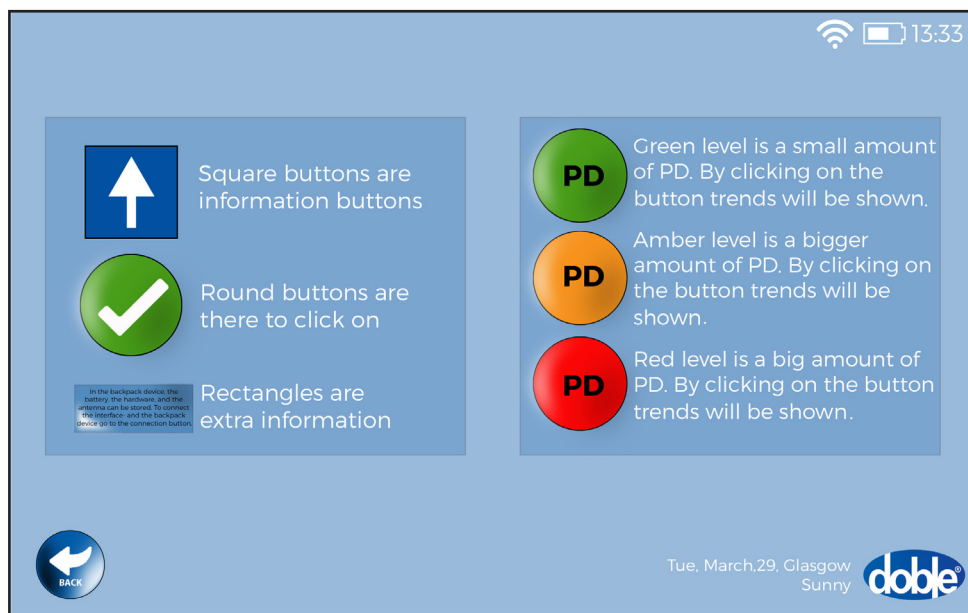 13:33
Square buttons are
information buttons
Round buttons are
there to click on
In the backpack device, the
battery, the hardware, and the
antenna can be stored. To connect
the interface- and the backpack
device go to the connection button.
Rectangles are
extra information
PD
Green level is a small amount
of PD. By clicking on the
button trends will be shown.
PD
Amber level is a bigger
amount of PD. By clicking on
the button trends will be
shown.
PD
Red level is a big amount of
PD. By clicking on the button
trends will be shown.
BACK
Tue, March,29, Glasgow
Sunny
doble®